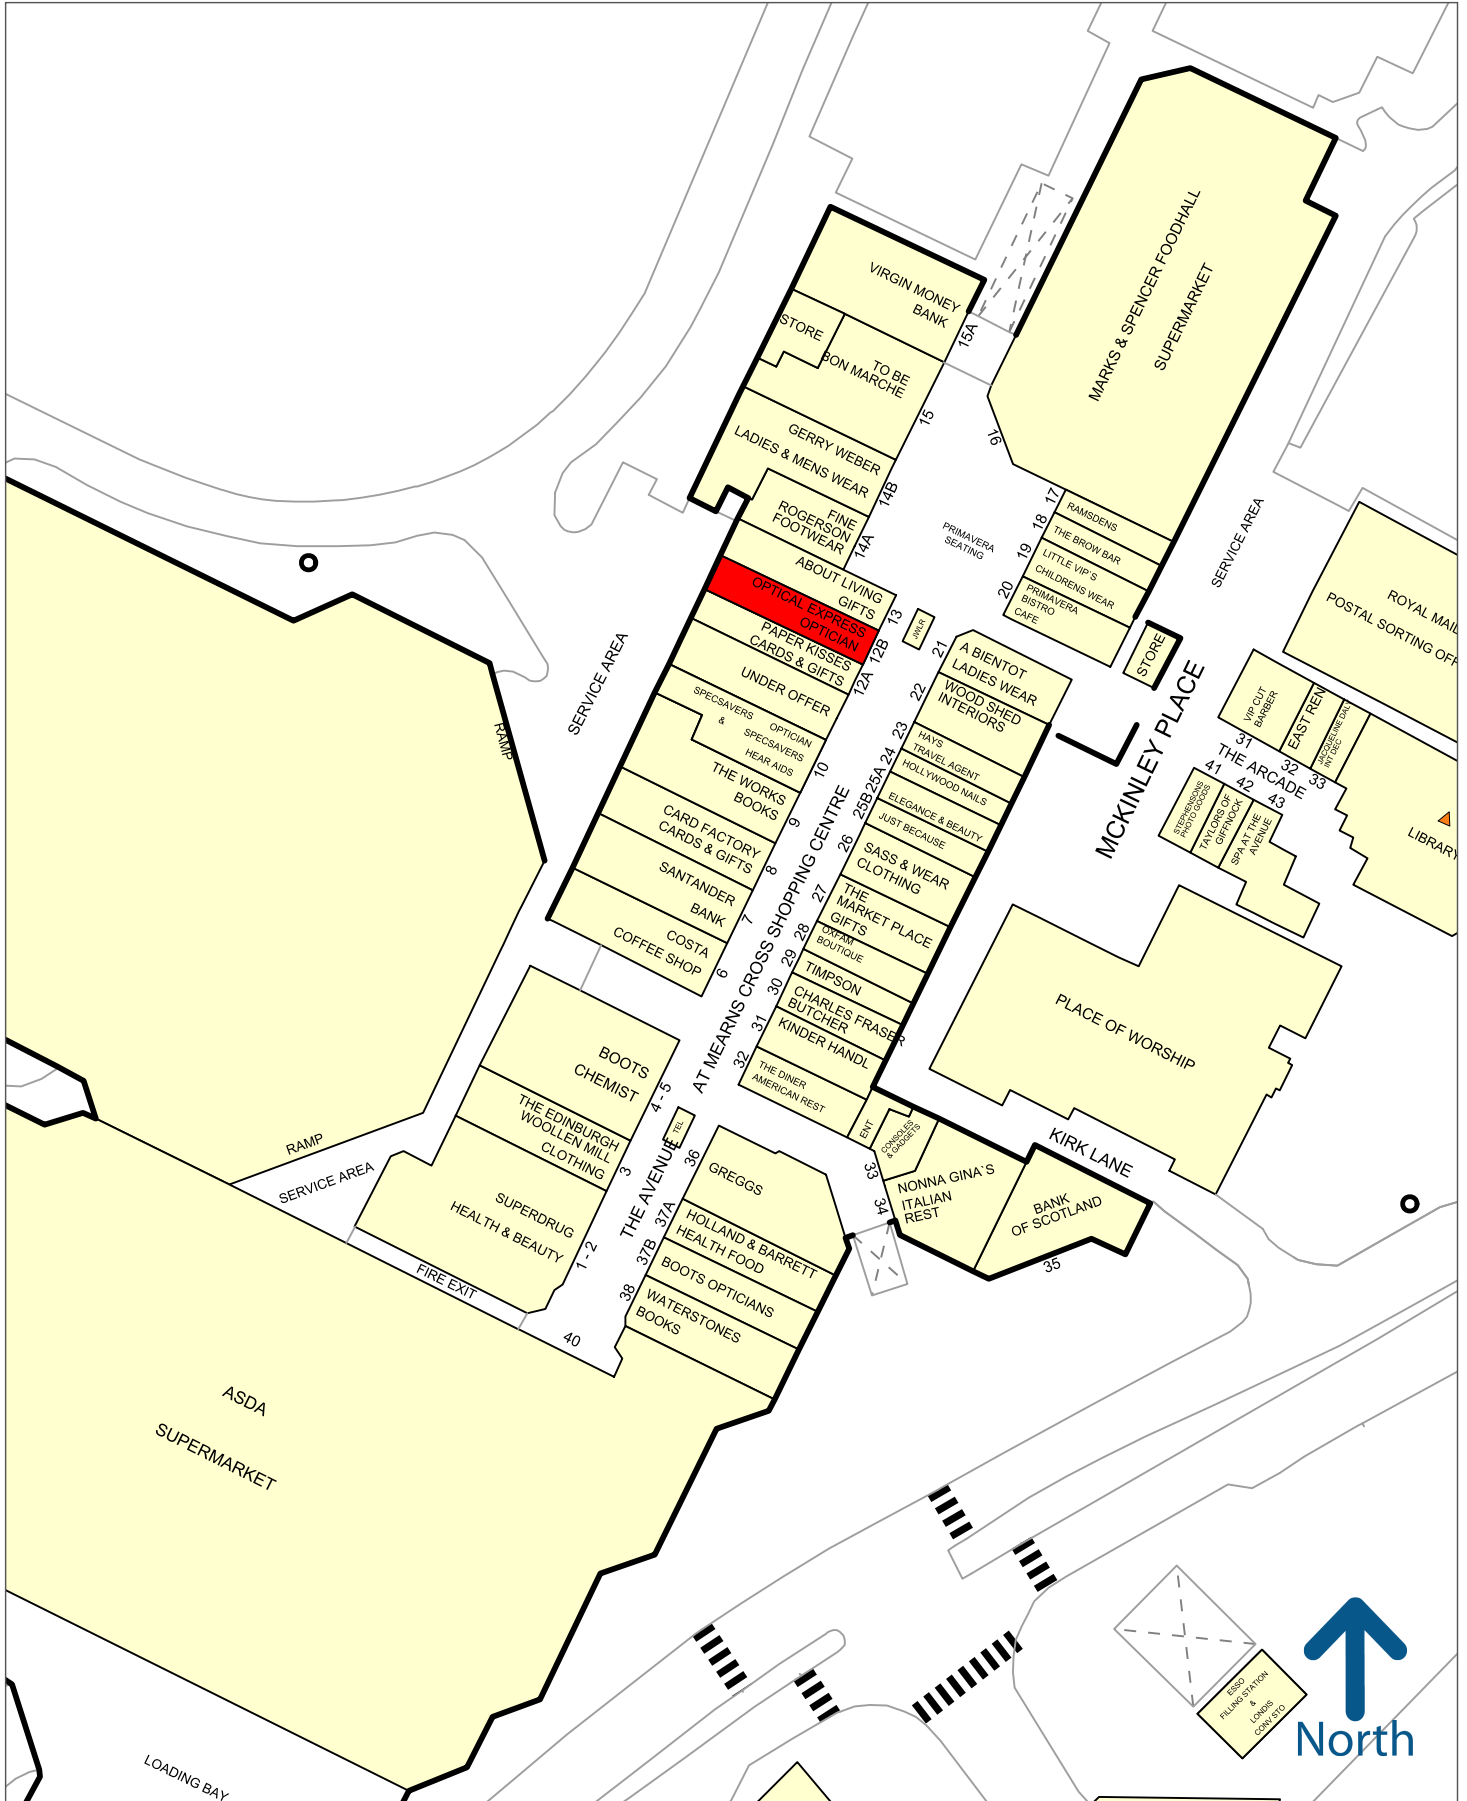 VIRGIN MONEY
BANK
15A
STORE
TO BE
BON MARCHE
15
MARKS & SPENCER FOODHALL
SUPERMARKET
16
GERRY WEBER
LADIES & MENS WEAR
14B
FINE
ROGERSON
FOOTWEAR
14A
ABOUT LIVING
GIFTS
13
OPTICAL EXPRESS
OPTICIAN
12B
PAPER KISSES
CARDS & GIFTS
12A
UNDER OFFER
SPECSAVERS OPTICIAN
&
SPECSAVERS
HEAR AIDS
10
THE WORKS
BOOKS
9
CARD FACTORY
CARDS & GIFTS
8
SANTANDER
BANK
7
COSTA
COFFEE SHOP
6
PRIMAVERA
SEATING
17
RAMSDENS
18
THE BROW BAR
19
LITTLE VIP`S
CHILDRENS WEAR
20
PRIMAVERA
BISTRO
CAFE
JWLR
STORE
SERVICE AREA
SERVICE AREA
RAMP
21
A BIENTOT
LADIES WEAR
22
WOOD SHED
INTERIORS
23
HAYS
TRAVEL AGENT
24
HOLLYWOOD NAILS
25A
ELEGANCE & BEAUTY
25B
JUST BECAUSE
26
SASS & WEAR
CLOTHING
27
THE
MARKET PLACE
GIFTS
28
OXFAM
BOUTIQUE
29
TIMPSON
30
CHARLES FRASER
BUTCHER
31
KINDER HANDL
32
THE DINER
AMERICAN REST
ENT
CONSOLES
& GADGETS
33
34
NONNA GINA`S
ITALIAN
REST
BANK
OF SCOTLAND
35
THE AVENUE AT MEARNS CROSS SHOPPING CENTRE
MCKINLEY PLACE
KIRK LANE
ROYAL MAIL
POSTAL SORTING OFF
VIP CUT
BARBER
EAST REN
JACQUELINE DAL
INT DEC
31
32
33
THE ARCADE
41
42
43
STEPHENSONS
PHOTO GOODS
TAYLORS OF
GIFFNOCK
SPA AT THE
AVENUE
LIBRARY
PLACE OF WORSHIP
BOOTS
CHEMIST
4 - 5
THE EDINBURGH
WOOLLEN MILL
CLOTHING
3
SUPERDRUG
HEALTH & BEAUTY
1 - 2
TEL
36
GREGGS
37A
HOLLAND & BARRETT
HEALTH FOOD
37B
BOOTS OPTICIANS
38
WATERSTONES
BOOKS
RAMP
SERVICE AREA
FIRE EXIT
40
ASDA
SUPERMARKET
LOADING BAY
ESSO
FILLING STATION
&
LONDIS
CONV STO
North